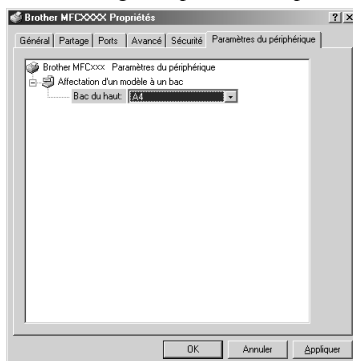 Brother MFCXXXX Propriétés
Général Partage Ports Avancé Sécurité Paramètres du périphérique
Brother MFCxxx Paramètres du périphérique
Affectation d'un modèle à un bac
Bac du haut: A4
OK Annuler Appliquer